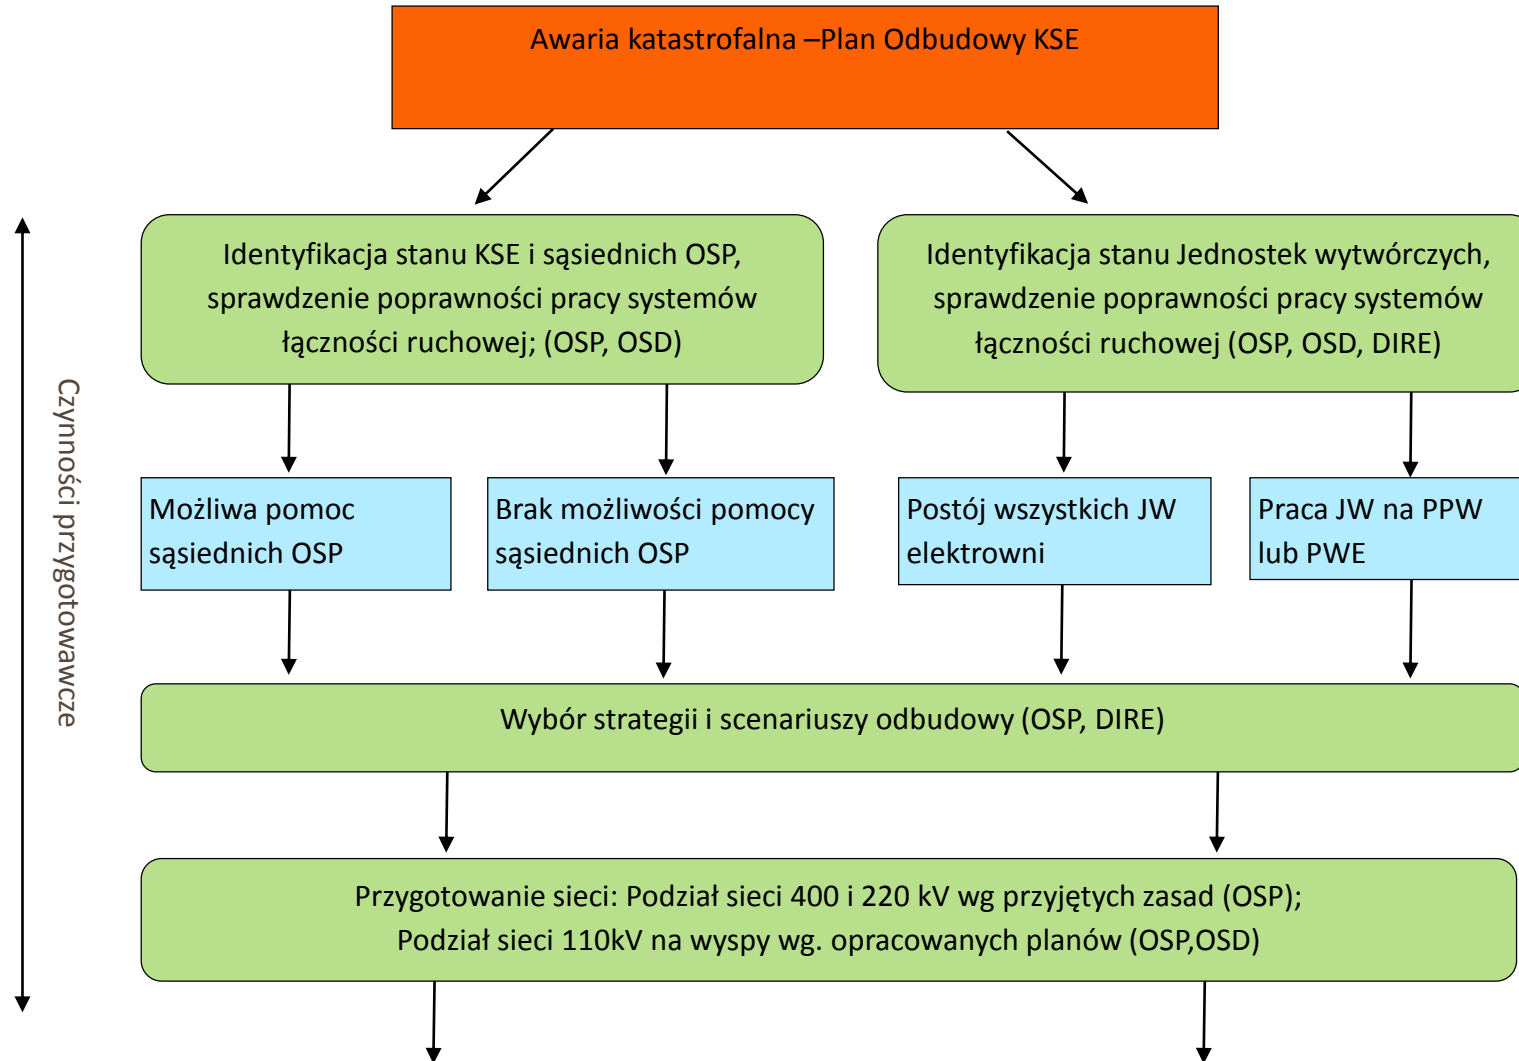 Awaria katastrofalna –Plan Odbudowy KSE
Identyfikacja stanu KSE i sąsiednich OSP,
sprawdzenie poprawności pracy systemów
łączności ruchowej; (OSP, OSD)
Identyfikacja stanu Jednostek wytwórczych,
sprawdzenie poprawności pracy systemów
łączności ruchowej (OSP, OSD, DIRE)
Czynności przygotowawcze
Możliwa pomoc
sąsiednich OSP
Brak możliwości pomocy
sąsiednich OSP
Postój wszystkich JW
elektrowni
Praca JW na PPW
lub PWE
Wybór strategii i scenariuszy odbudowy (OSP, DIRE)
Przygotowanie sieci: Podział sieci 400 i 220 kV wg przyjętych zasad (OSP);
Podział sieci 110kV na wyspy wg. opracowanych planów (OSP,OSD)